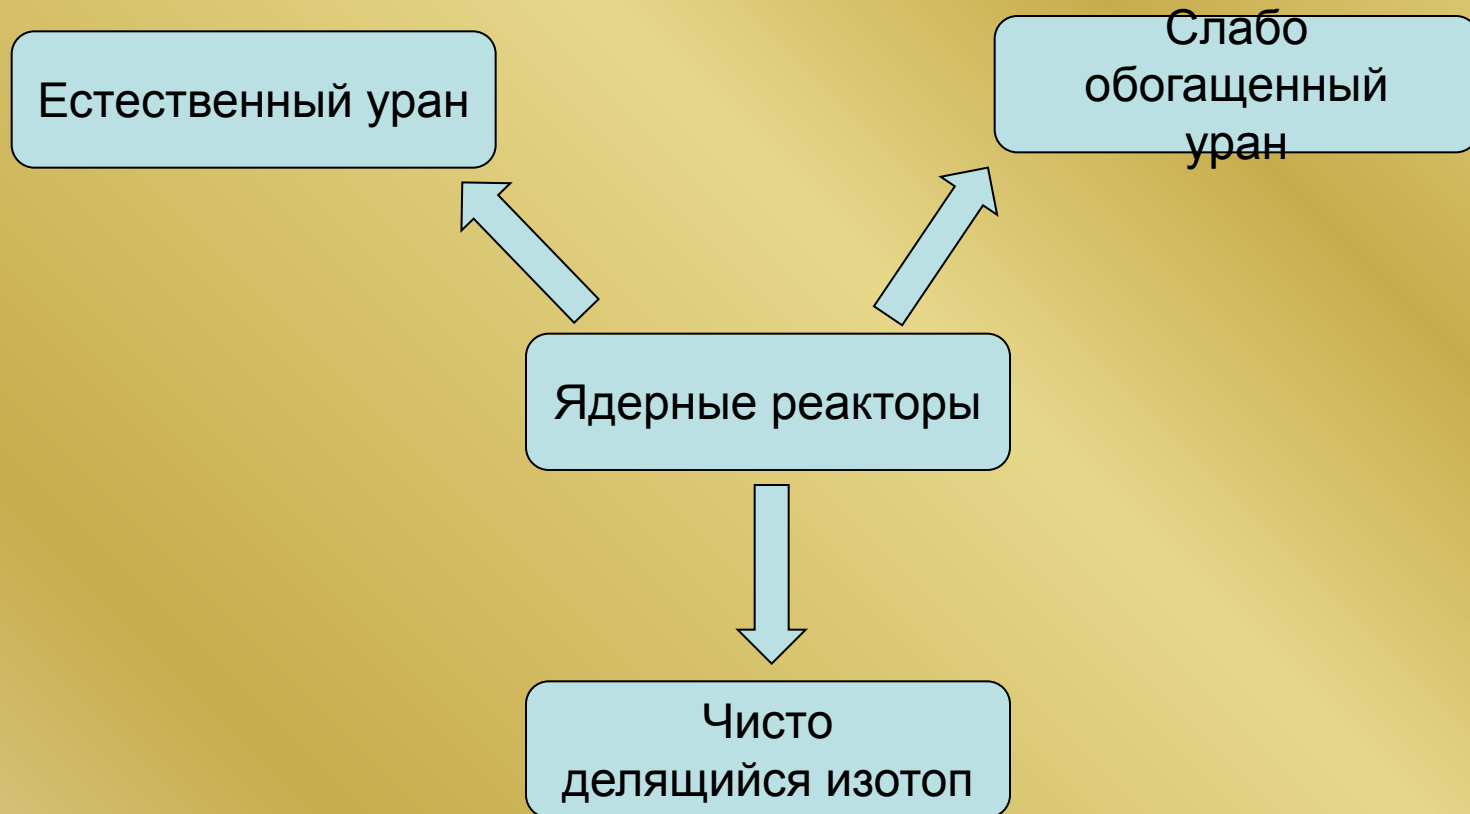 Естественный уран
Слабо
обогащенный
уран
Ядерные реакторы
Чисто
делящийся изотоп